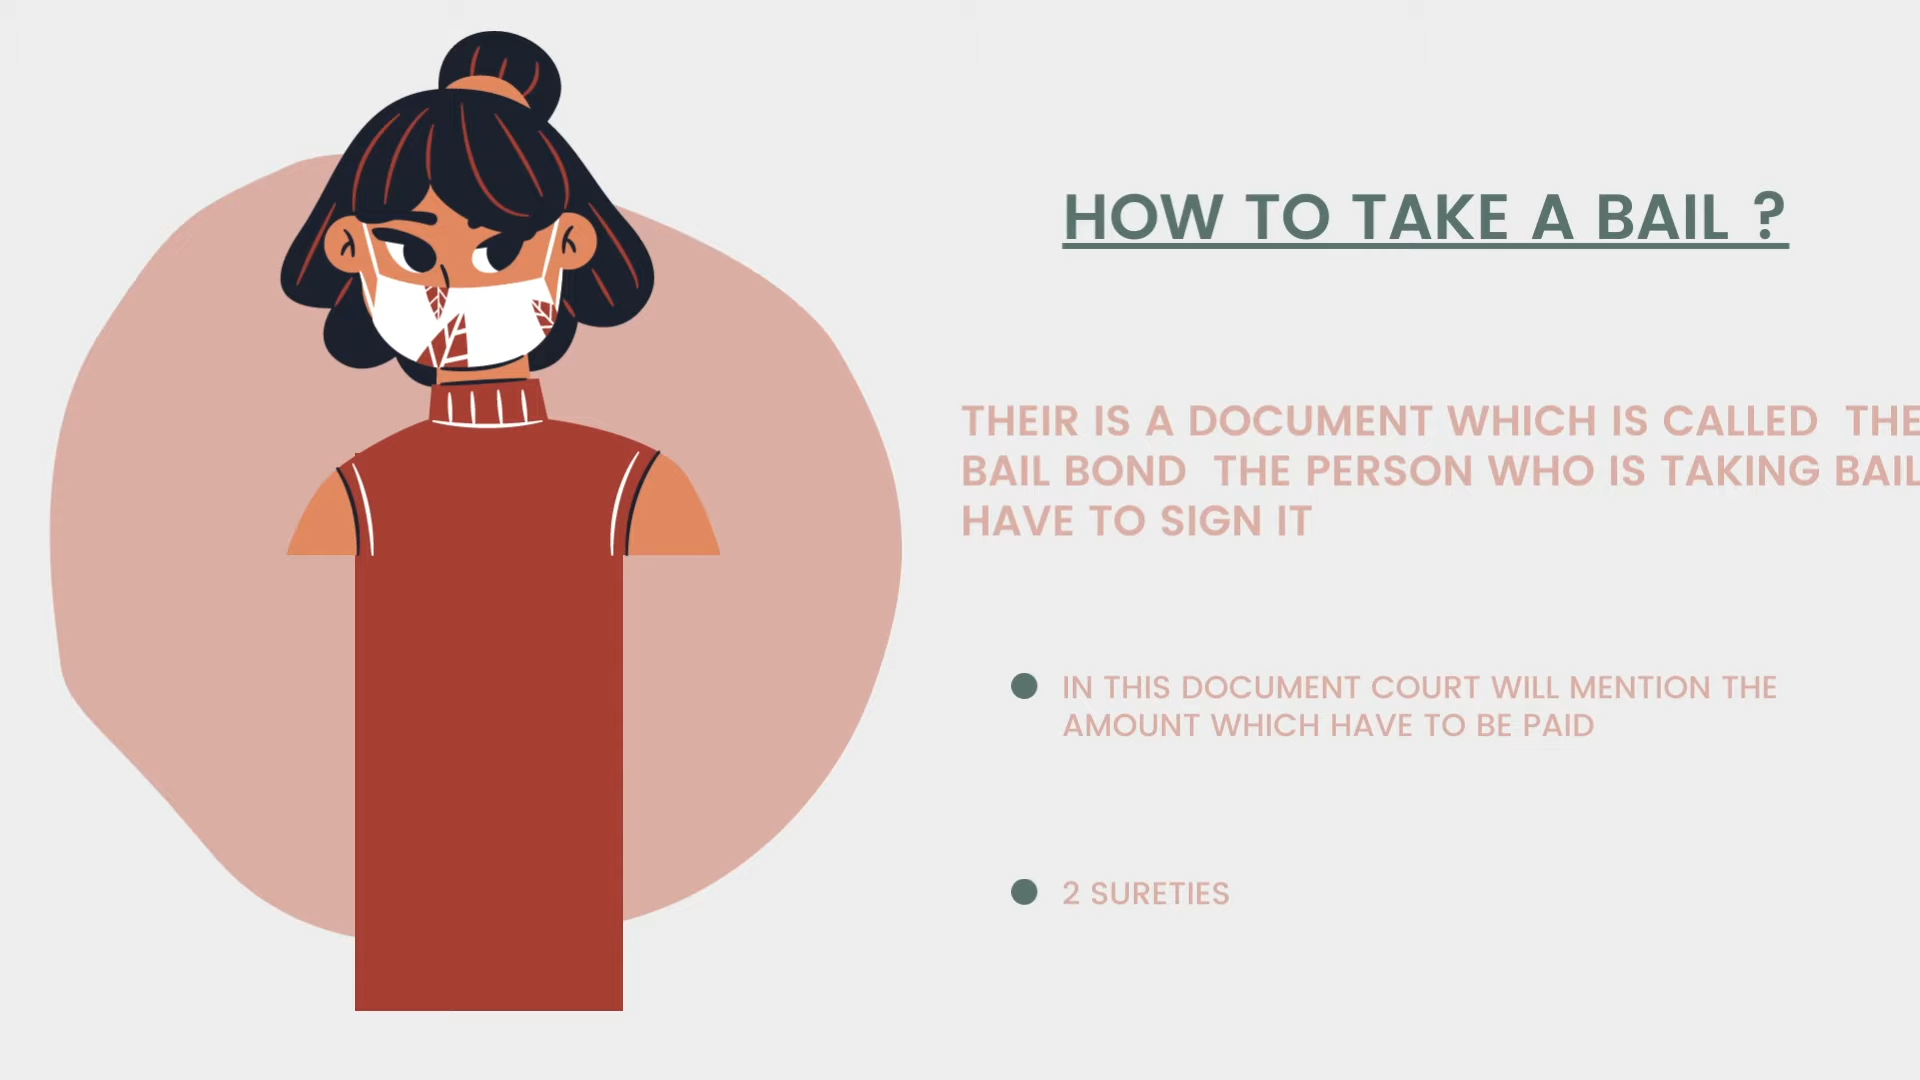 HOW TO TAKE A BAIL ?
THEIR IS A DOCUMENT WHICH IS CALLED THE
BAIL BOND THE PERSON WHO IS TAKING BAIL
HAVE TO SIGN IT
IN THIS DOCUMENT COURT WILL MENTION THE
AMOUNT WHICH HAVE TO BE PAID
2 SURETIES